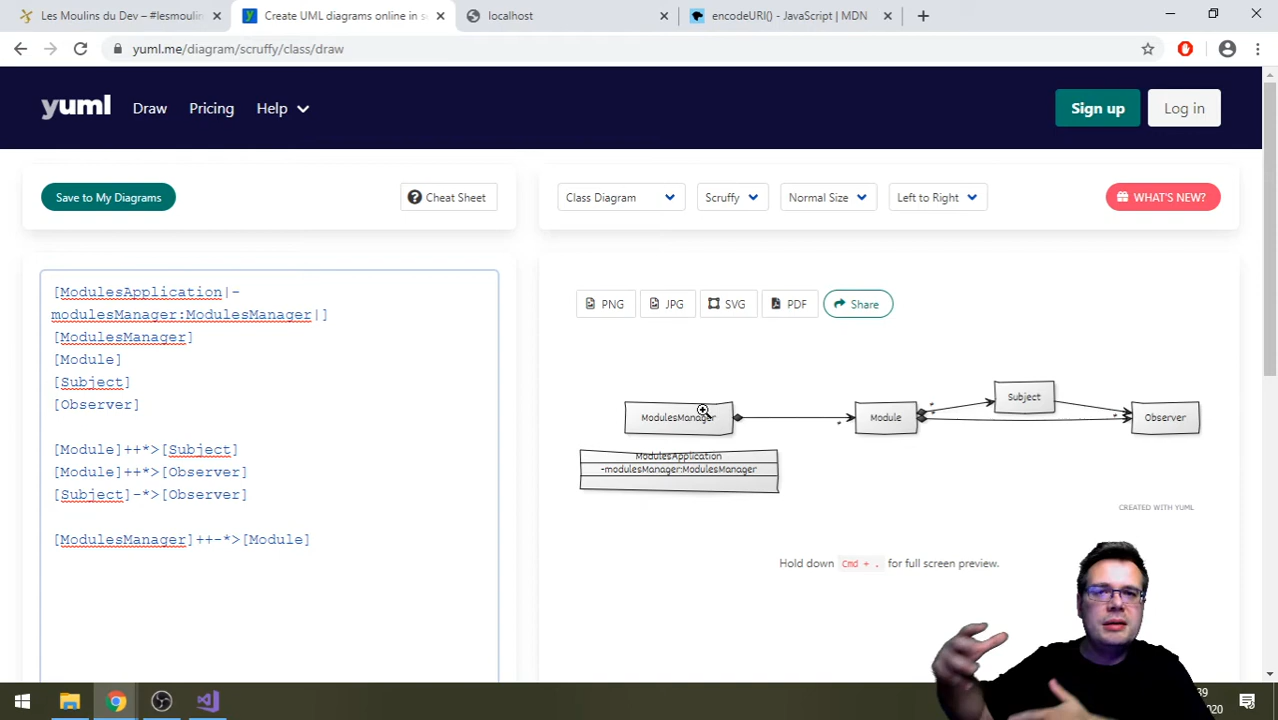 Les Moulins du Dev – #lesmoulin
Create UML diagrams online in s
localhost
encodeURI() - JavaScript | MDN
yuml.me/diagram/scruffy/class/draw
yuml
Draw
Pricing
Help
Sign up
Log in
Save to My Diagrams
Cheat Sheet
Class Diagram
Scruffy
Normal Size
Left to Right
WHAT'S NEW?
[ModulesApplication|-
modulesManager:ModulesManager|]
[ModulesManager]
[Module]
[Subject]
[Observer]
[Module]++*>[Subject]
[Module]++*>[Observer]
[Subject]-*>[Observer]
[ModulesManager]++-*>[Module]
PNG
JPG
SVG
PDF
Share
ModulesManager
*
Module
*
*
Subject
*
Observer
ModulesApplication
-modulesManager:ModulesManager
CREATED WITH YUML
Hold down Cmd + . for full screen preview.
39
020